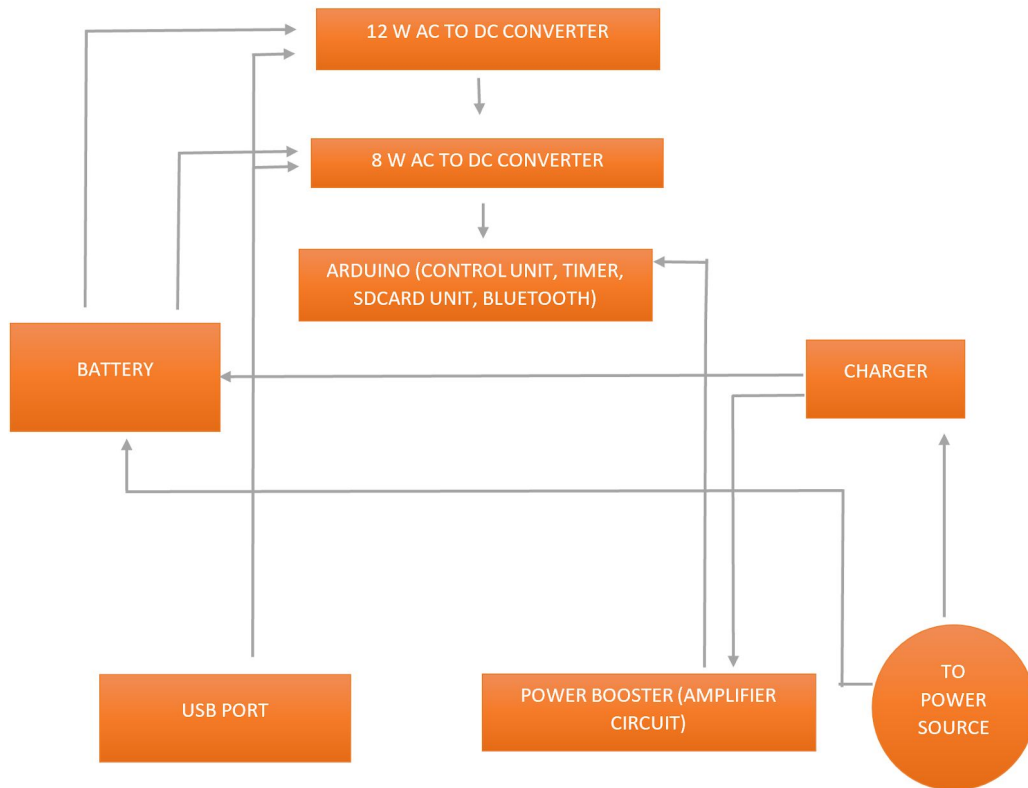 12 W AC TO DC CONVERTER
8 W AC TO DC CONVERTER
ARDUINO (CONTROL UNIT, TIMER,
SDCARD UNIT, BLUETOOTH)
BATTERY
CHARGER
USB PORT
POWER BOOSTER (AMPLIFIER
CIRCUIT)
TO
POWER
SOURCE